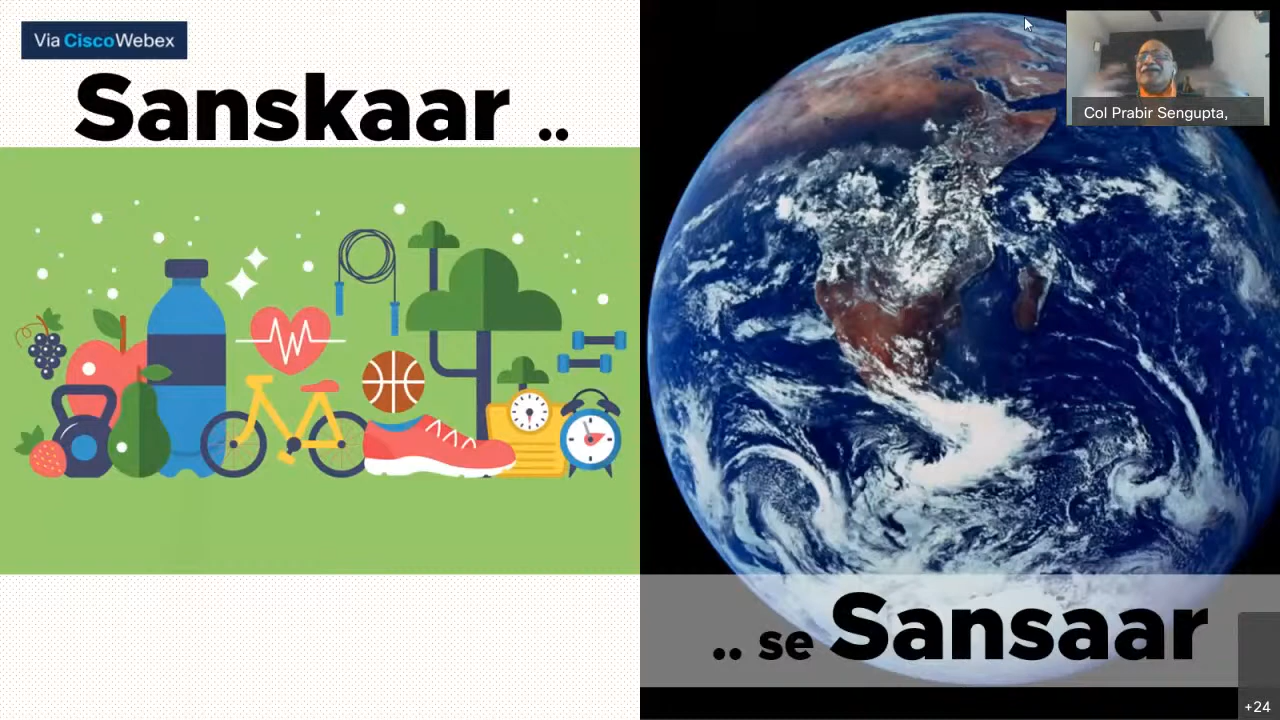 Via CiscoWebex
Sanskaar ..
Col Prabir Sengupta,
.. se Sansaar
+24